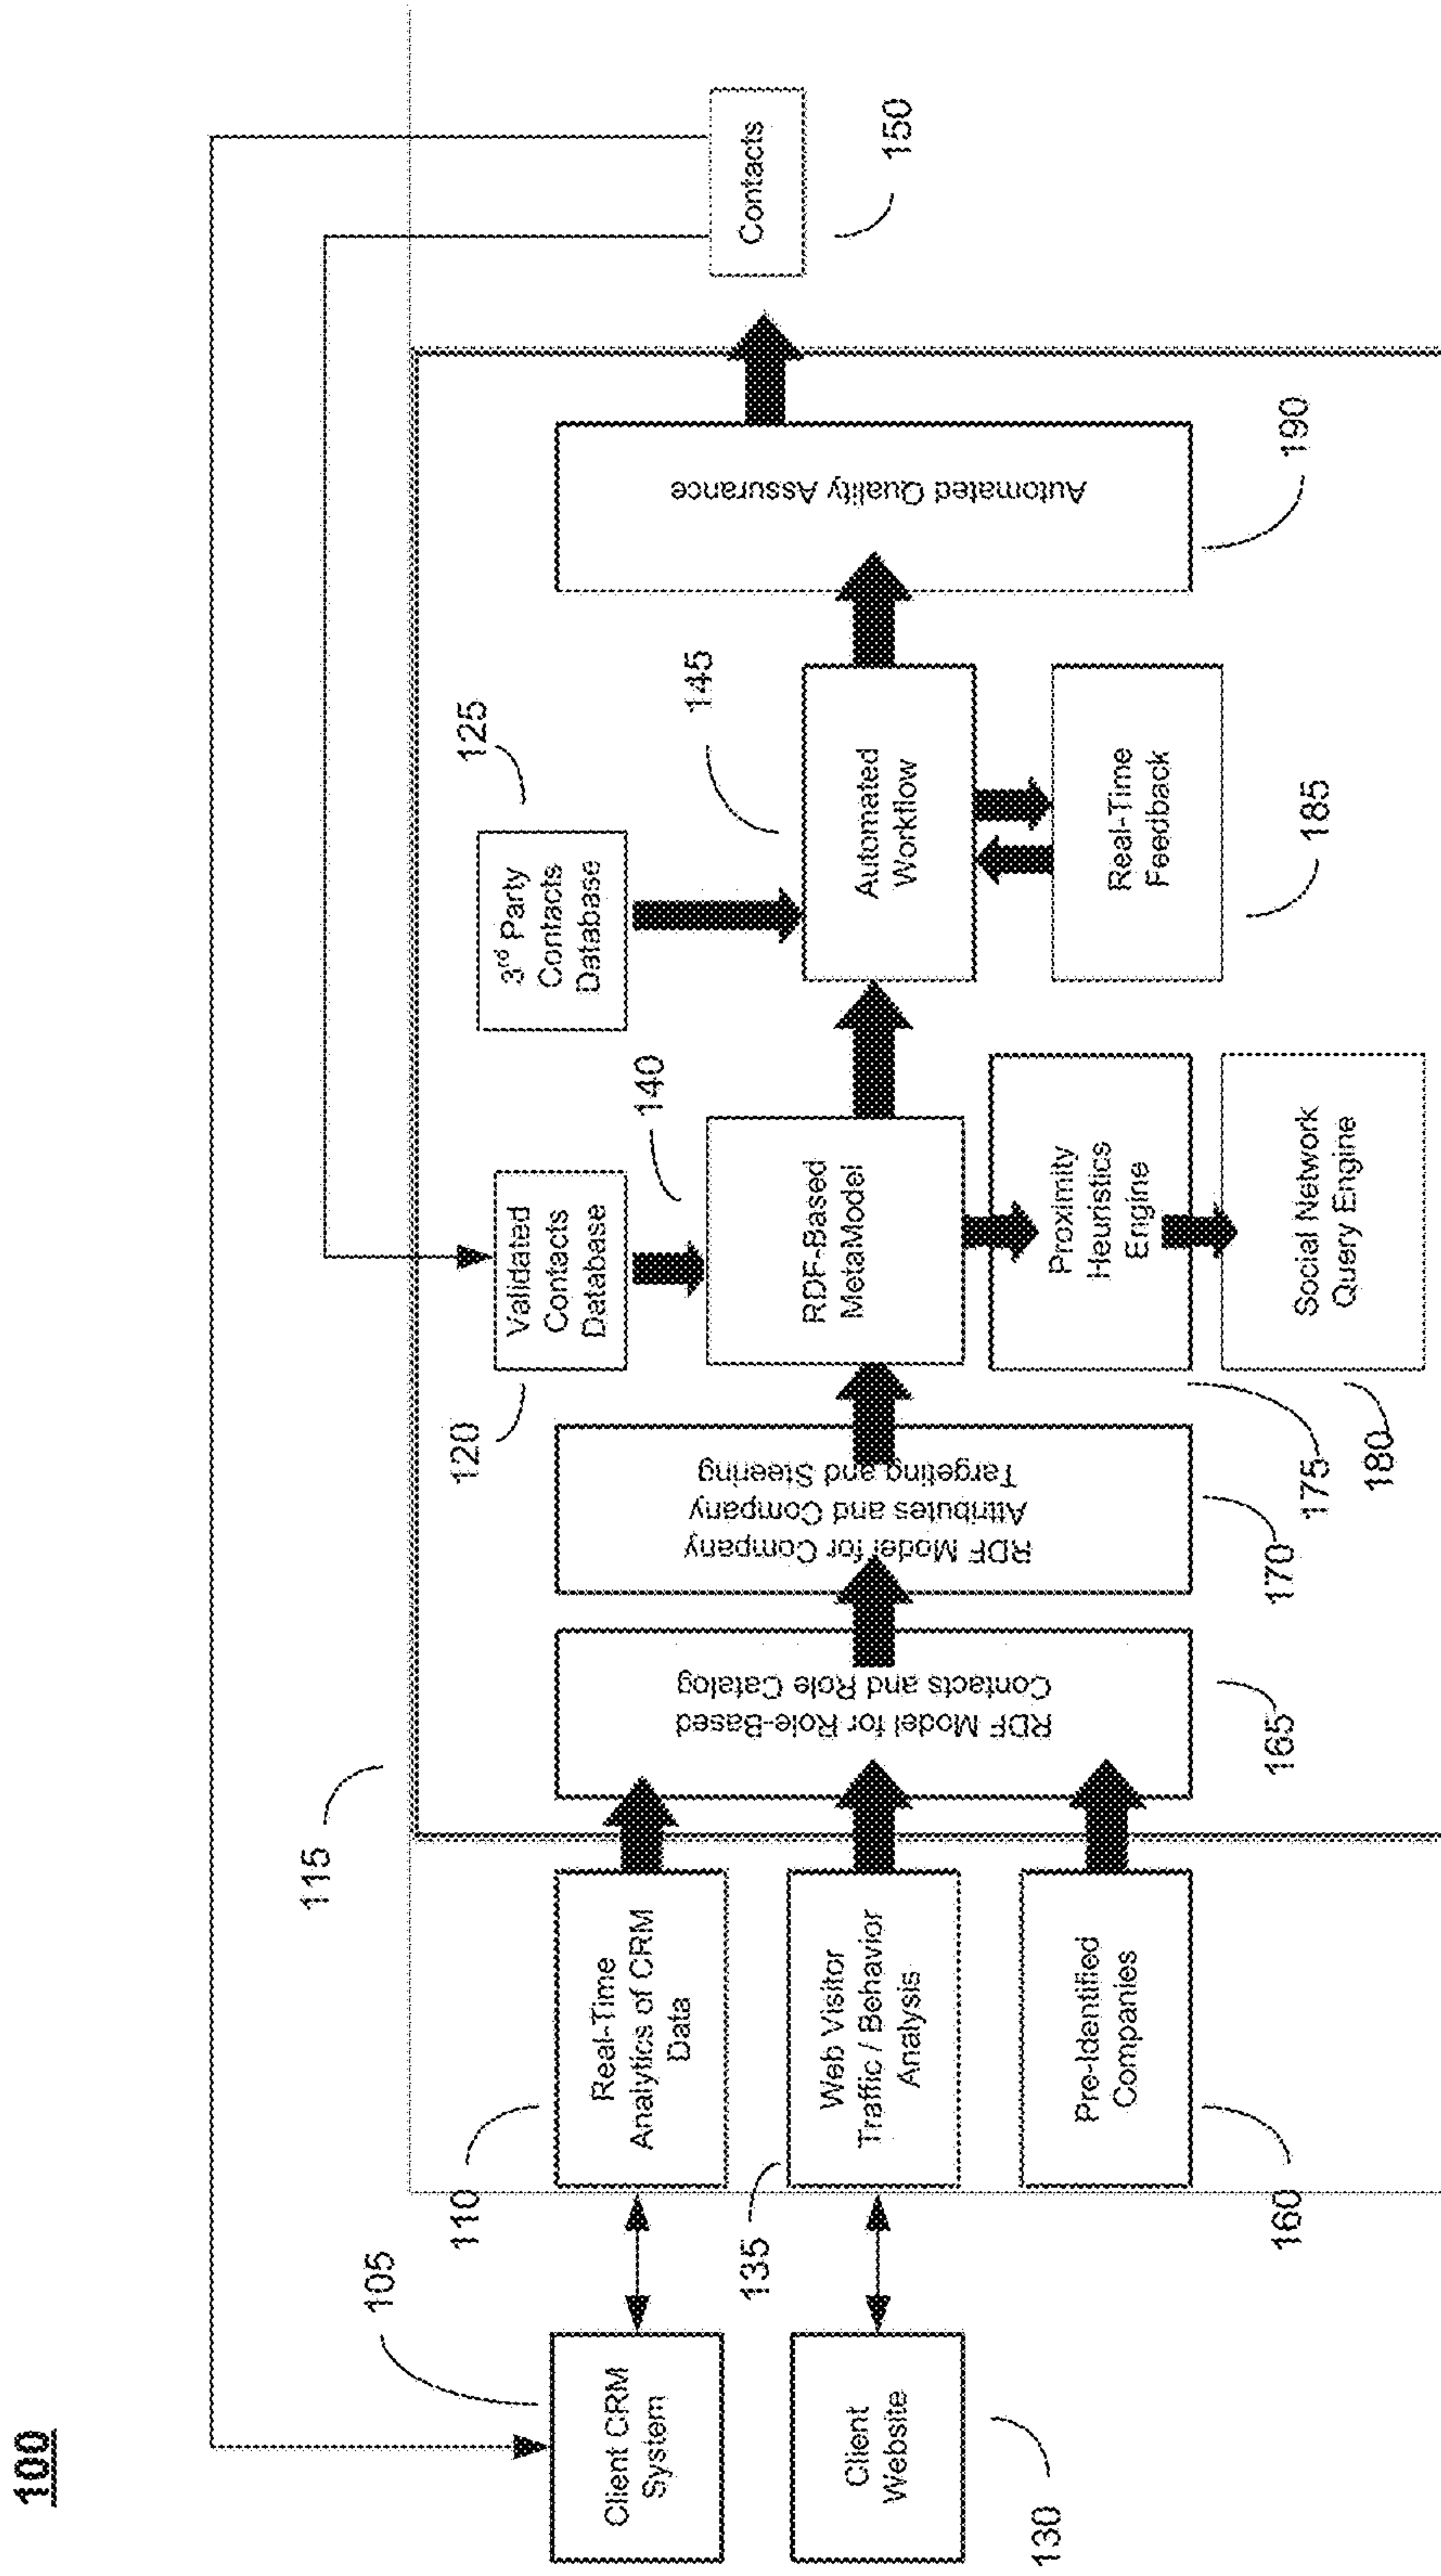 100
105
Client CRM
System
130
Client
Website
110
Real-Time
Analytics of CRM
Data
135
Web Visitor
Traffic / Behavior
Analysis
160
Pre-Identified
Companies
115
165
RDF Model for Role-Based
Contacts and Role Catalog
170
RDF Model for Company
Attributes and Company
Targeting and Steering
120
Validated
Contacts
Database
140
RDF-Based
MetaModel
175
Proximity
Heuristics
Engine
180
Social Network
Query Engine
125
3rd Party
Contacts
Database
145
Automated
Workflow
185
Real-Time
Feedback
190
Automated Quality Assurance
150
Contacts